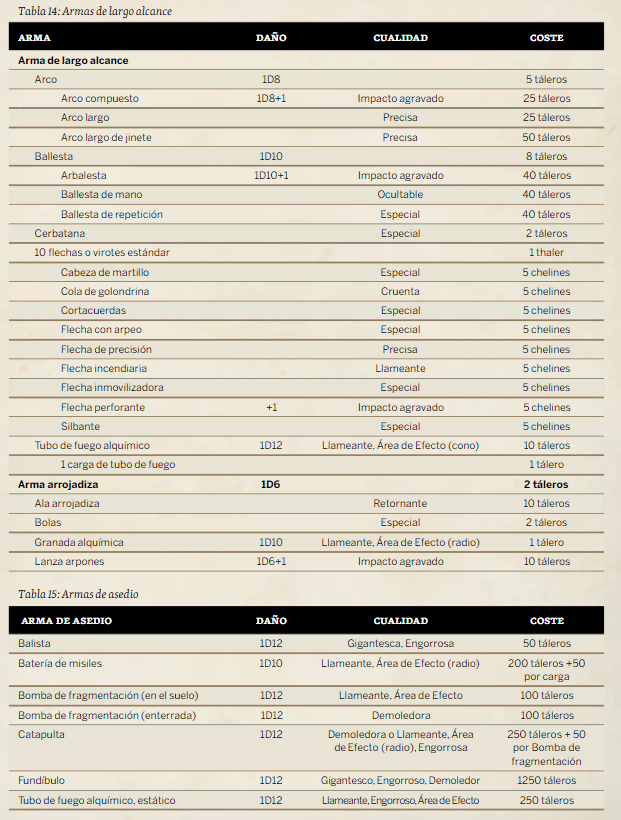 Tabla 14: Armas de largo alcance
ARMA DAÑO CUALIDAD COSTE
Arma de largo alcance
Arco 1D8 5 táleros
Arco compuesto 1D8+1 Impacto agravado 25 táleros
Arco largo Precisa 25 táleros
Arco largo de jinete Precisa 50 táleros
Ballesta 1D10 8 táleros
Arbalesta 1D10+1 Impacto agravado 40 táleros
Ballesta de mano Ocultable 40 táleros
Ballesta de repetición Especial 40 táleros
Cerbatana Especial 2 táleros
10 flechas o virotes estándar 1 thaler
Cabeza de martillo Especial 5 chelines
Cola de golondrina Cruenta 5 chelines
Cortacuerdas Especial 5 chelines
Flecha con arpeo Especial 5 chelines
Flecha de precisión Precisa 5 chelines
Flecha incendiaria Llameante 5 chelines
Flecha inmovilizadora Especial 5 chelines
Flecha perforante +1 Impacto agravado 5 chelines
Silbante Especial 5 chelines
Tubo de fuego alquímico 1D12 Llameante, Área de Efecto (cono) 10 táleros
1 carga de tubo de fuego 1 tálero
Arma arrojadiza 1D6 2 táleros
Ala arrojadiza Retornante 10 táleros
Bolas Especial 2 táleros
Granada alquímica 1D10 Llameante, Área de Efecto (radio) 1 tálero
Lanza arpones 1D6+1 Impacto agravado 10 táleros
Tabla 15: Armas de asedio
ARMA DE ASEDIO DAÑO CUALIDAD COSTE
Balista 1D12 Gigantesca, Engorrosa 50 táleros
Batería de misiles 1D10 Llameante, Área de Efecto (radio) 200 táleros +50
por carga
Bomba de fragmentación (en el suelo) 1D12 Llameante, Área de Efecto 100 táleros
Bomba de fragmentación (enterrada) 1D12 Demoledora 100 táleros
Catapulta 1D12 Demoledora o Llameante, Área 250 táleros + 50
de Efecto (radio), Engorrosa por Bomba de
fragmentación
Fundíbulo 1D12 Gigantesco, Engorroso, Demoledor 1250 táleros
Tubo de fuego alquímico, estático 1D12 Llameante, Engorroso, Área de Efecto 250 táleros